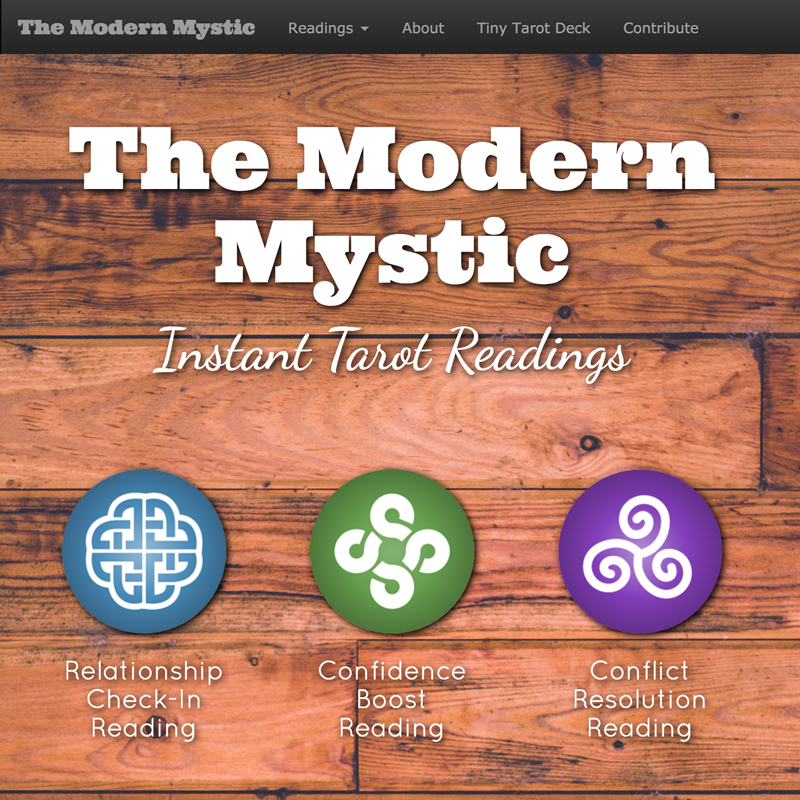 The Modern Mystic Readings About Tiny Tarot Deck Contribute
The Modern
Mystic
Instant Tarot Readings
Relationship
Check-In
Reading
Confidence
Boost
Reading
Conflict
Resolution
Reading